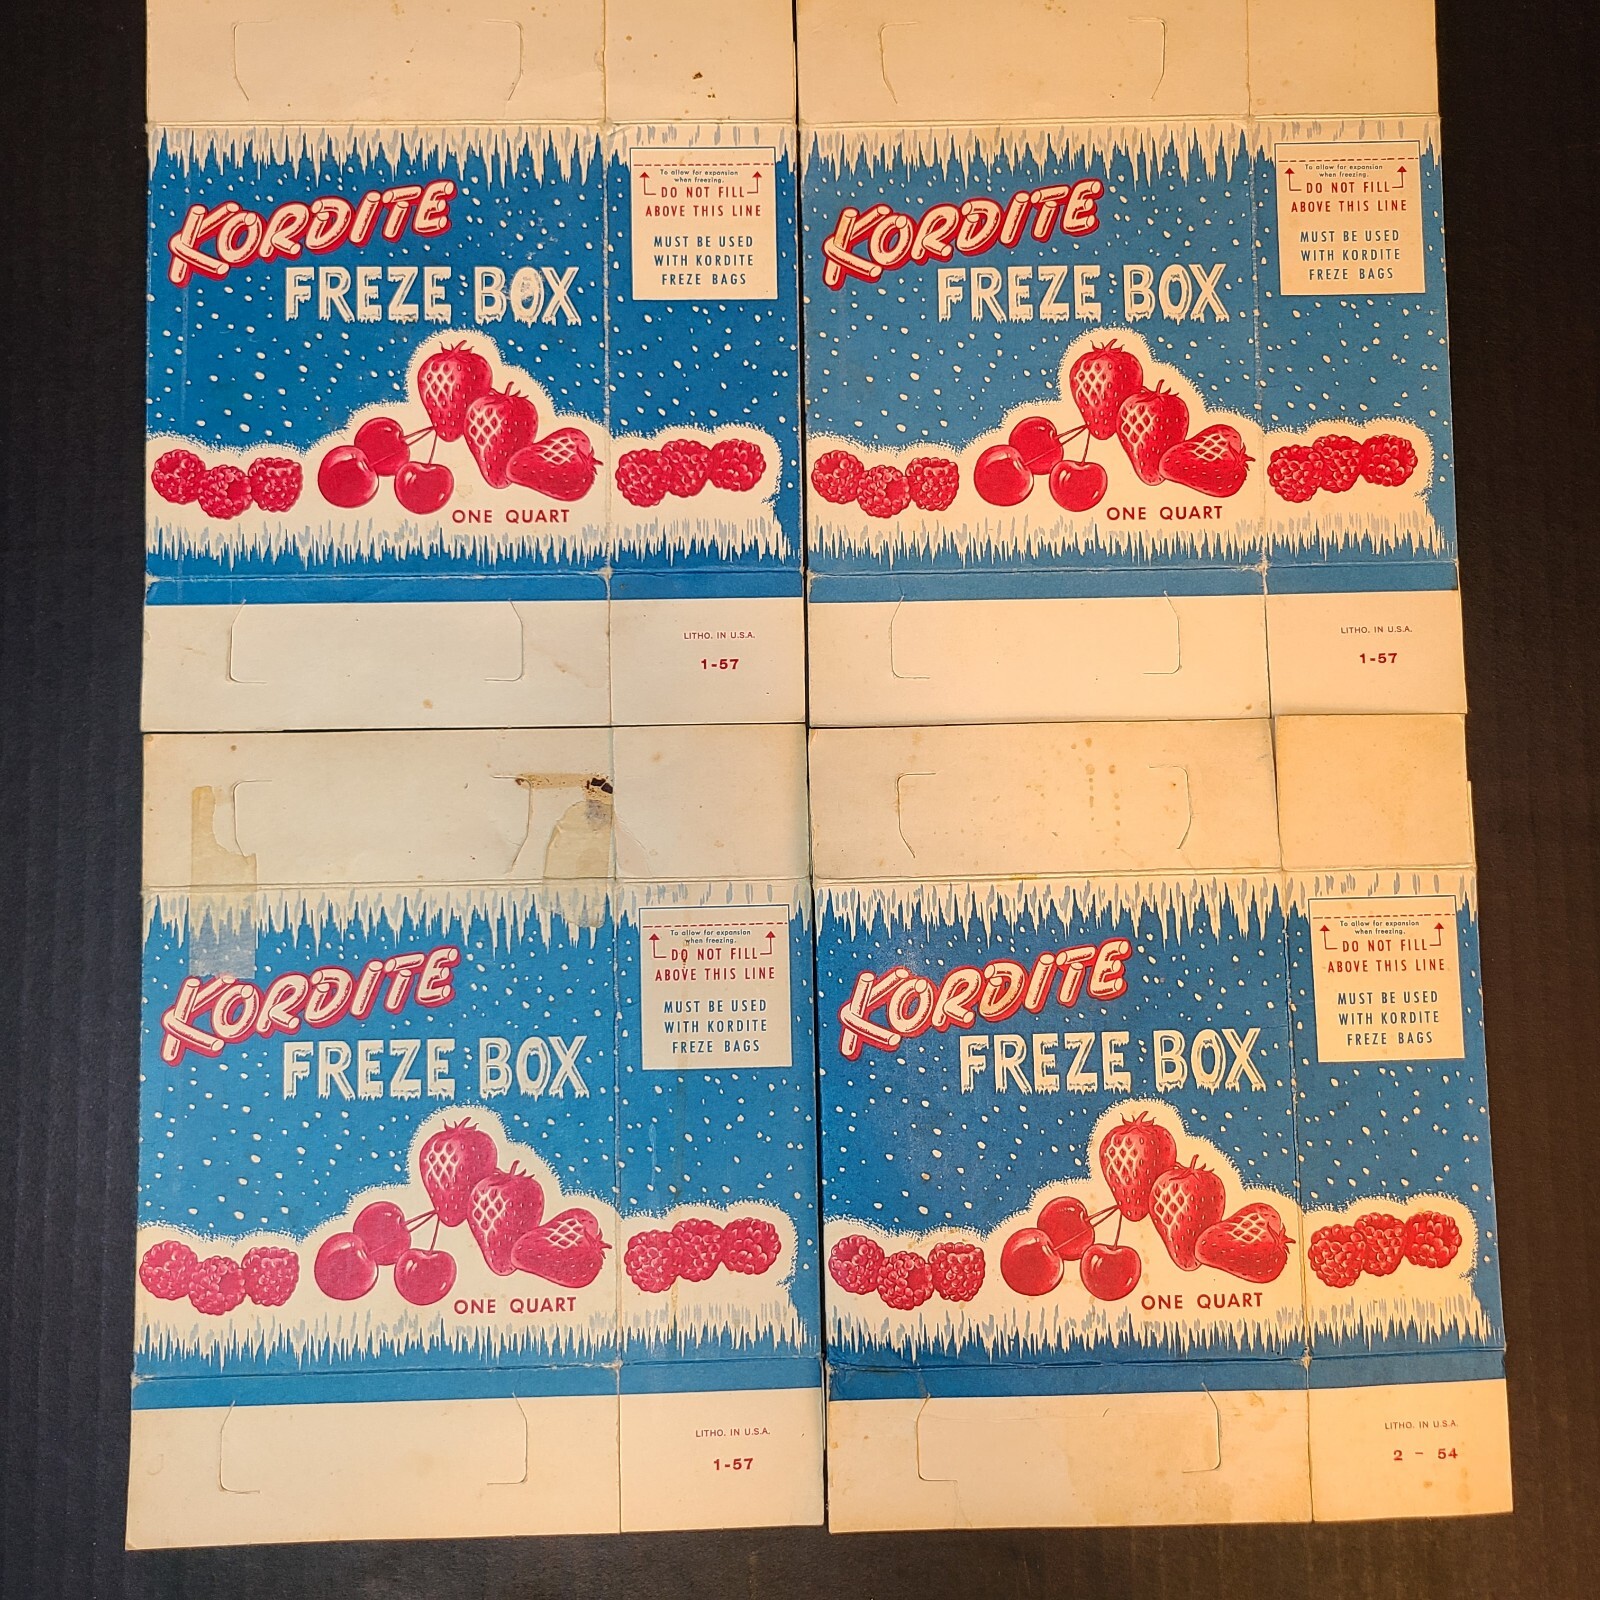 KORDITE
FREZE BOX
ONE QUART
To allow for expansion
when freezing.
DO NOT FILL
ABOVE THIS LINE
MUST BE USED
WITH KORDITE
FREZE BAGS
LITHO. IN U.S.A.
1-57
KORDITE
FREZE BOX
ONE QUART
To allow for expansion
when freezing.
DO NOT FILL
ABOVE THIS LINE
MUST BE USED
WITH KORDITE
FREZE BAGS
LITHO. IN U.S.A.
1-57
KORDITE
FREZE BOX
ONE QUART
To allow for expansion
when freezing.
DO NOT FILL
ABOVE THIS LINE
MUST BE USED
WITH KORDITE
FREZE BAGS
LITHO. IN U.S.A.
1-57
KORDITE
FREZE BOX
ONE QUART
To allow for expansion
when freezing.
DO NOT FILL
ABOVE THIS LINE
MUST BE USED
WITH KORDITE
FREZE BAGS
LITHO. IN U.S.A.
2 - 54